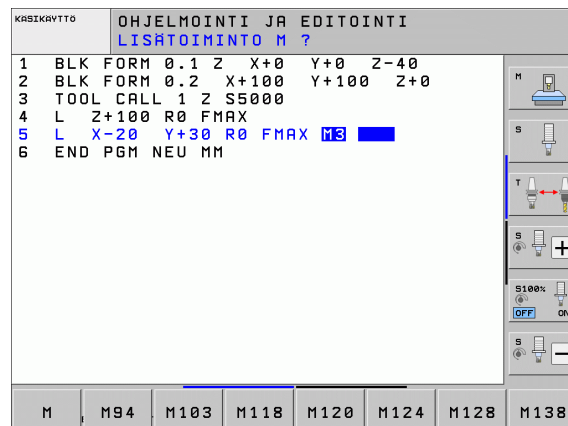 KÄSIKÄYTTÖ
OHJELMOINTI JA EDITOINTI
LISÄTOIMINTO M ?
1 BLK FORM 0.1 Z X+0 Y+0 Z-40
2 BLK FORM 0.2 X+100 Y+100 Z+0
3 TOOL CALL 1 Z S5000
4 L Z+100 R0 FMAX
5 L X-20 Y+30 R0 FMAX M3
6 END PGM NEU MM
M
S
T
S
S100%
OFF ON
S
M M94 M103 M118 M120 M124 M128 M138